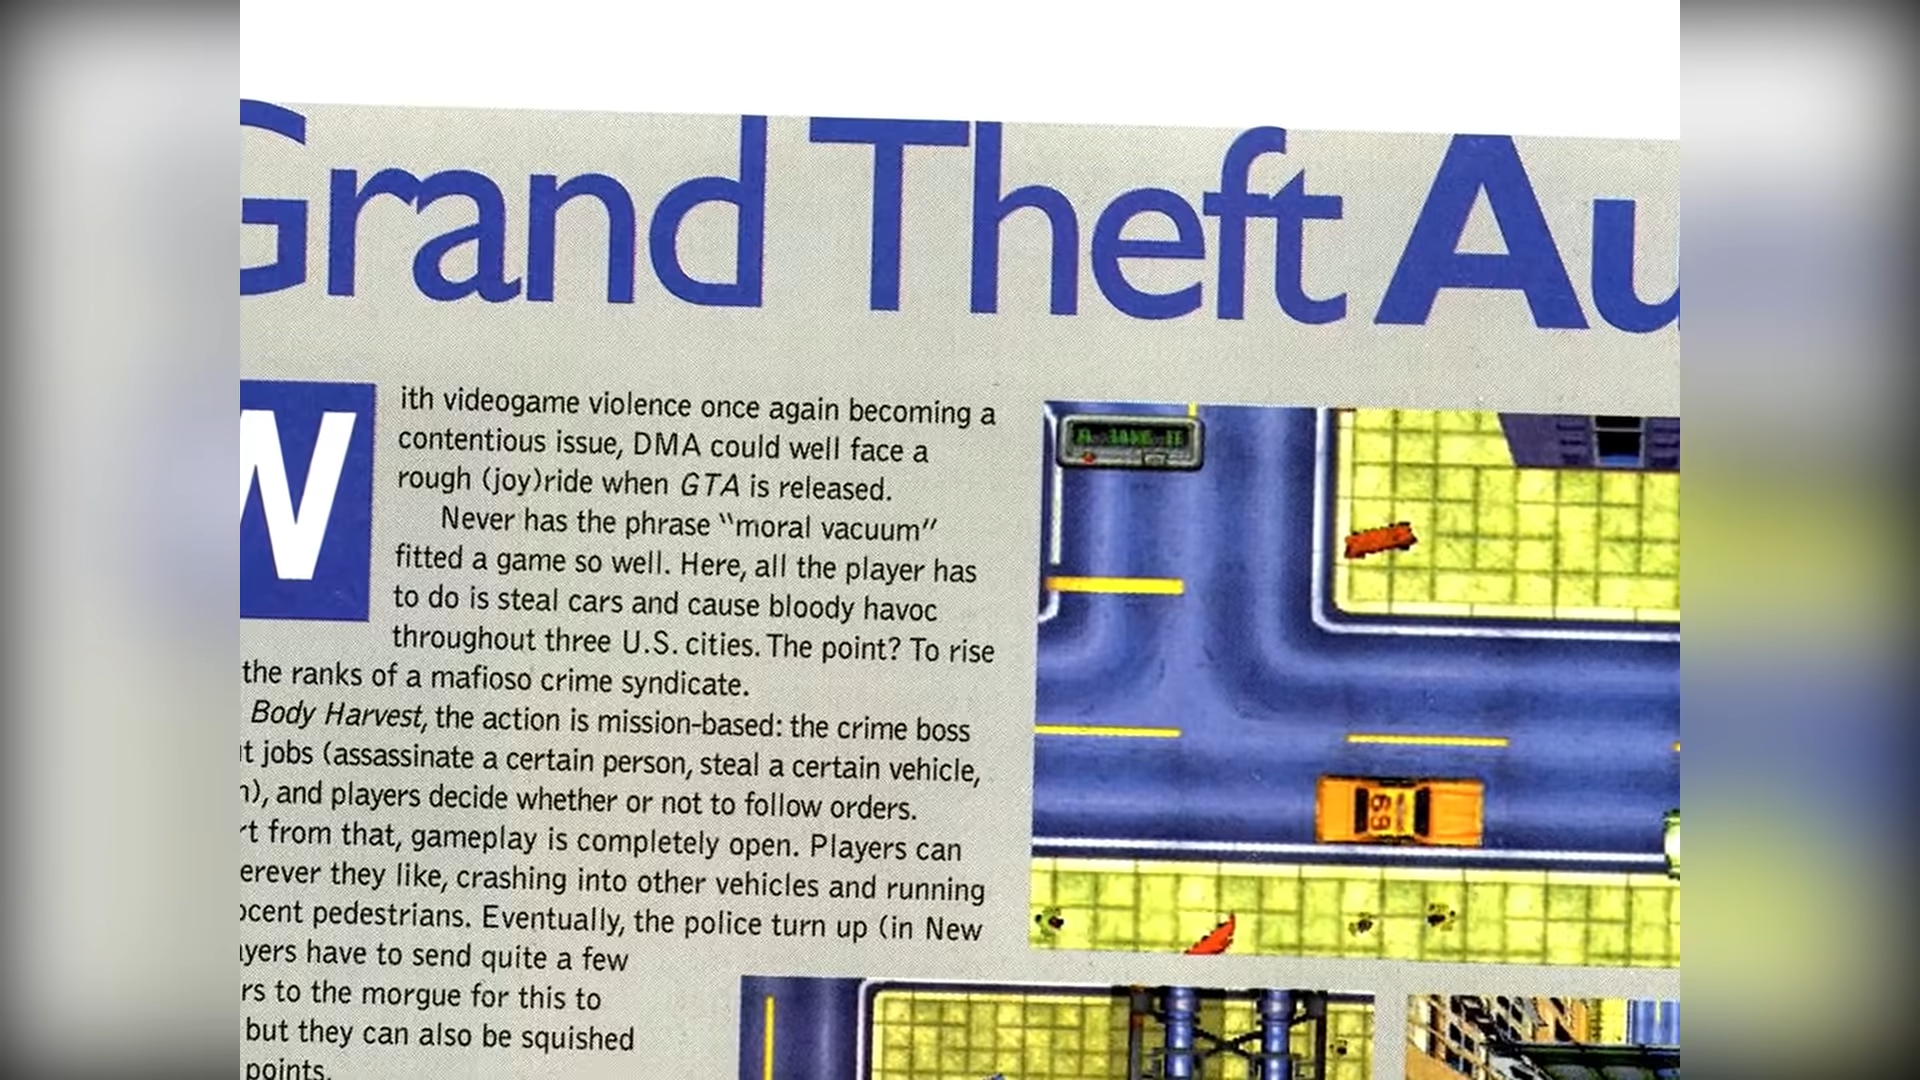 Grand Theft Au
With videogame violence once again becoming a
contentious issue, DMA could well face a
rough (joy)ride when GTA is released.
Never has the phrase "moral vacuum"
fitted a game so well. Here, all the player has
to do is steal cars and cause bloody havoc
throughout three U.S. cities. The point? To rise
the ranks of a mafioso crime syndicate.
Body Harvest, the action is mission-based: the crime boss
t jobs (assassinate a certain person, steal a certain vehicle,
), and players decide whether or not to follow orders.
rt from that, gameplay is completely open. Players can
erever they like, crashing into other vehicles and running
ocent pedestrians. Eventually, the police turn up (in New
yers have to send quite a few
rs to the morgue for this to
but they can also be squished
points.
69